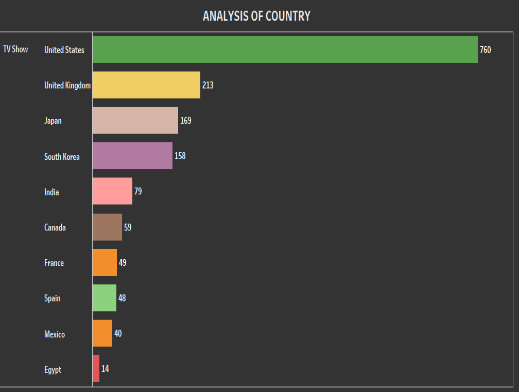 ANALYSIS OF COUNTRY
TV Show United States 760
United Kingdom 213
Japan 169
South Korea 158
India 79
Canada 59
France 49
Spain 48
Mexico 40
Egypt 14